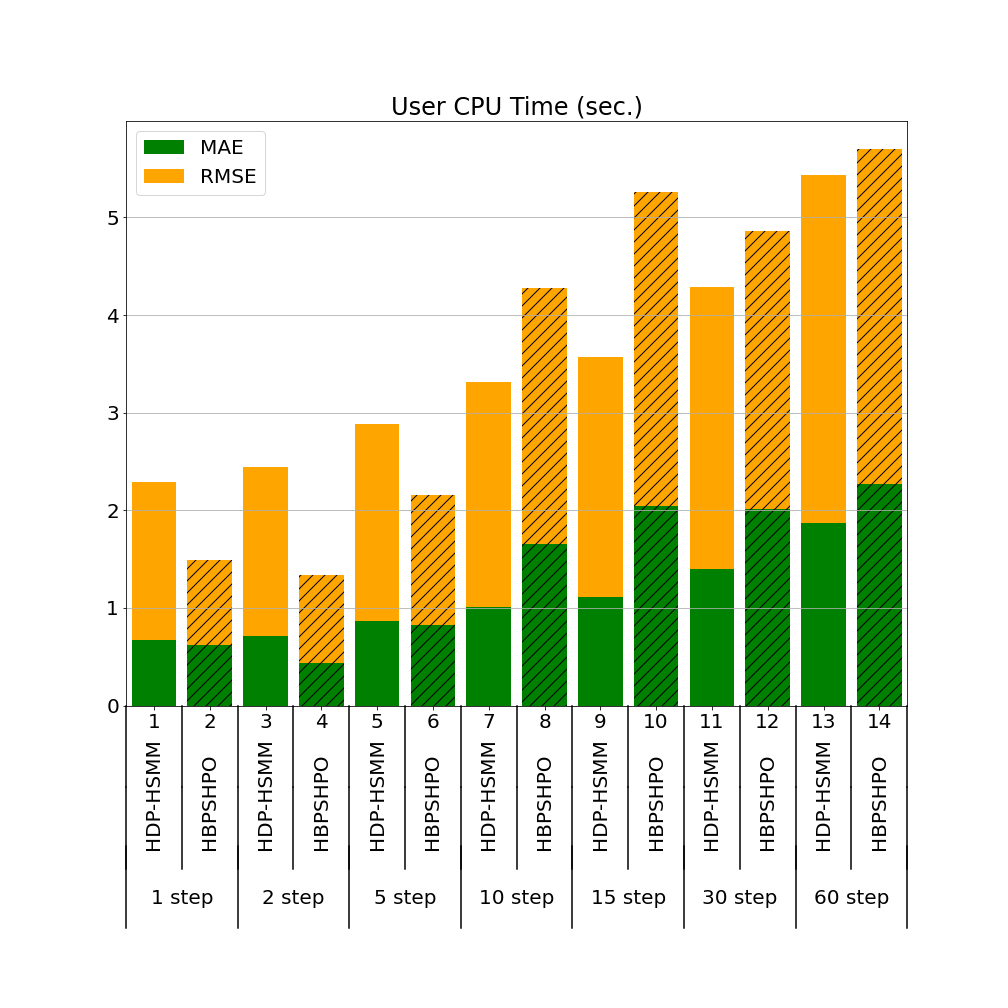 User CPU Time (sec.)
MAE
RMSE
5
4
3
2
1
0
1 2 3 4 5 6 7 8 9 10 11 12 13 14
HDP-HSMM HBPSHPO HDP-HSMM HBPSHPO HDP-HSMM HBPSHPO HDP-HSMM HBPSHPO HDP-HSMM HBPSHPO HDP-HSMM HBPSHPO HDP-HSMM HBPSHPO
1 step 2 step 5 step 10 step 15 step 30 step 60 step